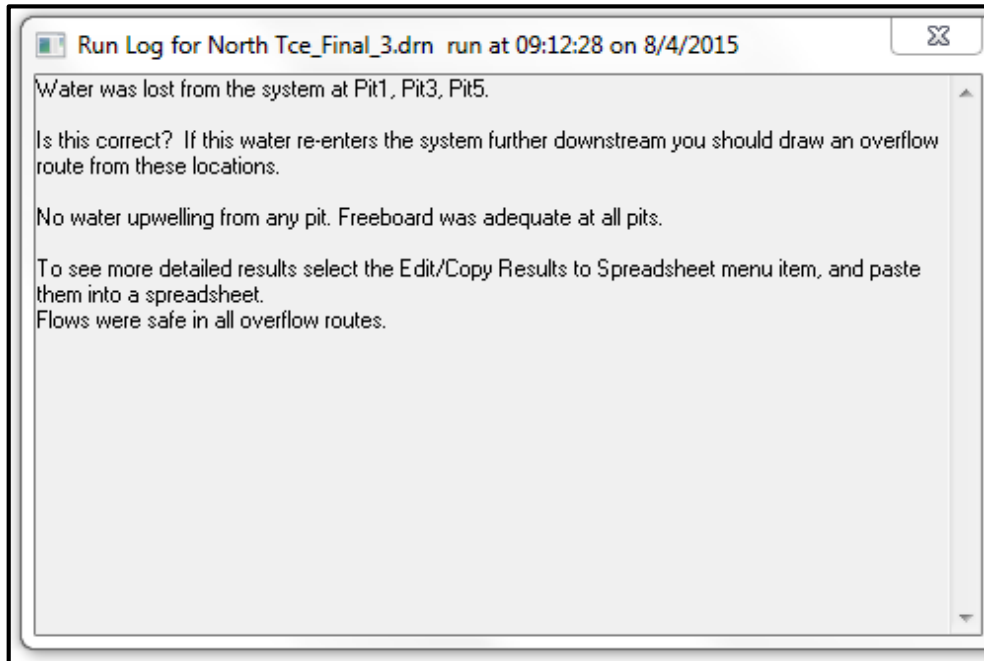 Run Log for North Tce_Final_3.drn run at 09:12:28 on 8/4/2015
Water was lost from the system at Pit1, Pit3, Pit5.
Is this correct? If this water re-enters the system further downstream you should draw an overflow
route from these locations.
No water upwelling from any pit. Freeboard was adequate at all pits.
To see more detailed results select the Edit/Copy Results to Spreadsheet menu item, and paste
them into a spreadsheet.
Flows were safe in all overflow routes.